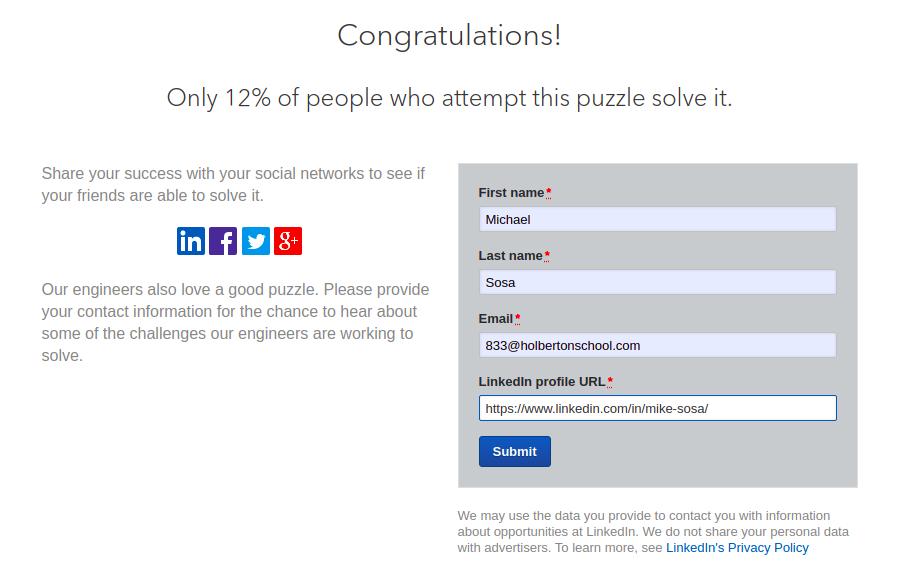 Congratulations!
Only 12% of people who attempt this puzzle solve it.
Share your success with your social networks to see if
your friends are able to solve it.
in f g+
Our engineers also love a good puzzle. Please provide
your contact information for the chance to hear about
some of the challenges our engineers are working to
solve.
First name*
Michael
Last name*
Sosa
Email*
833@holbertonschool.com
LinkedIn profile URL*
https://www.linkedin.com/in/mike-sosa/
Submit
We may use the data you provide to contact you with information
about opportunities at LinkedIn. We do not share your personal data
with advertisers. To learn more, see LinkedIn's Privacy Policy